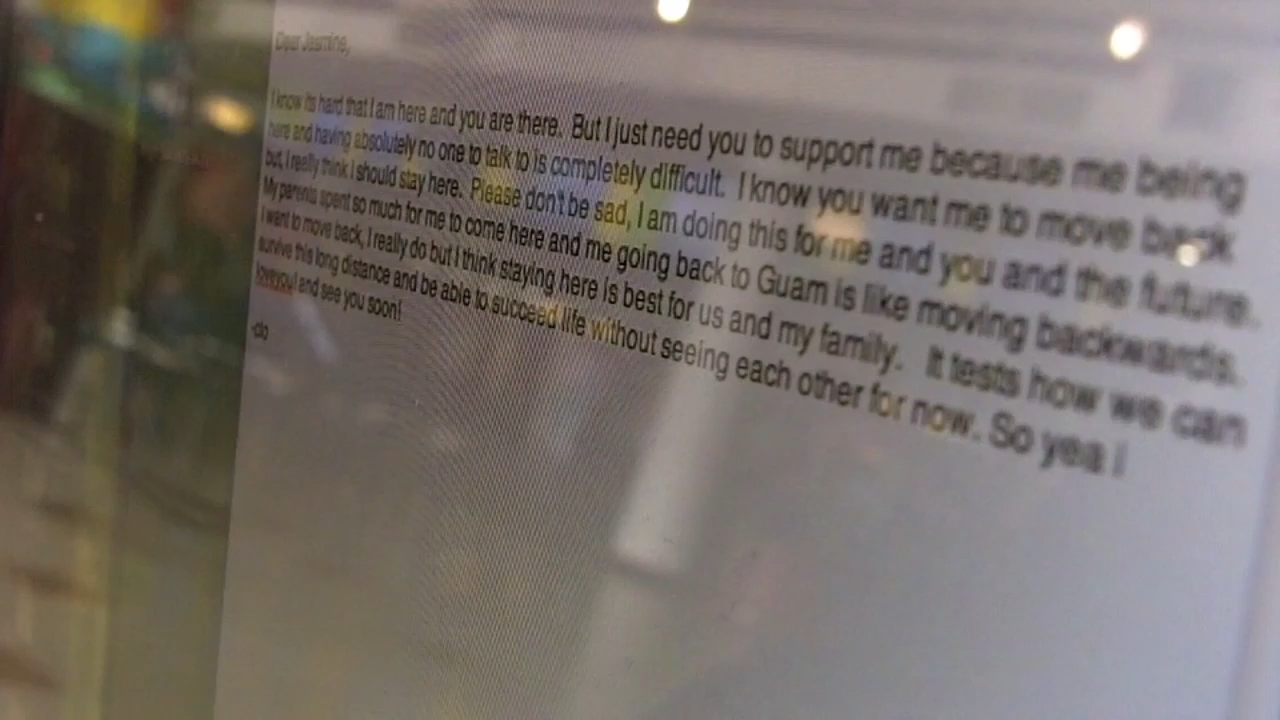 Dear Jasmine,
I know its hard that I am here and you are there. But I just need you to support me because me being
here and having absolutely no one to talk to is completely difficult. I know you want me to move back
but, I really think I should stay here. Please don't be sad, I am doing this for me and you and the future.
My parents spent so much for me to come here and me going back to Guam is like moving backwards.
I want to move back, I really do but I think staying here is best for us and my family. It tests how we can
survive this long distance and be able to succeed life without seeing each other for now. So yea i
loveyou! and see you soon!